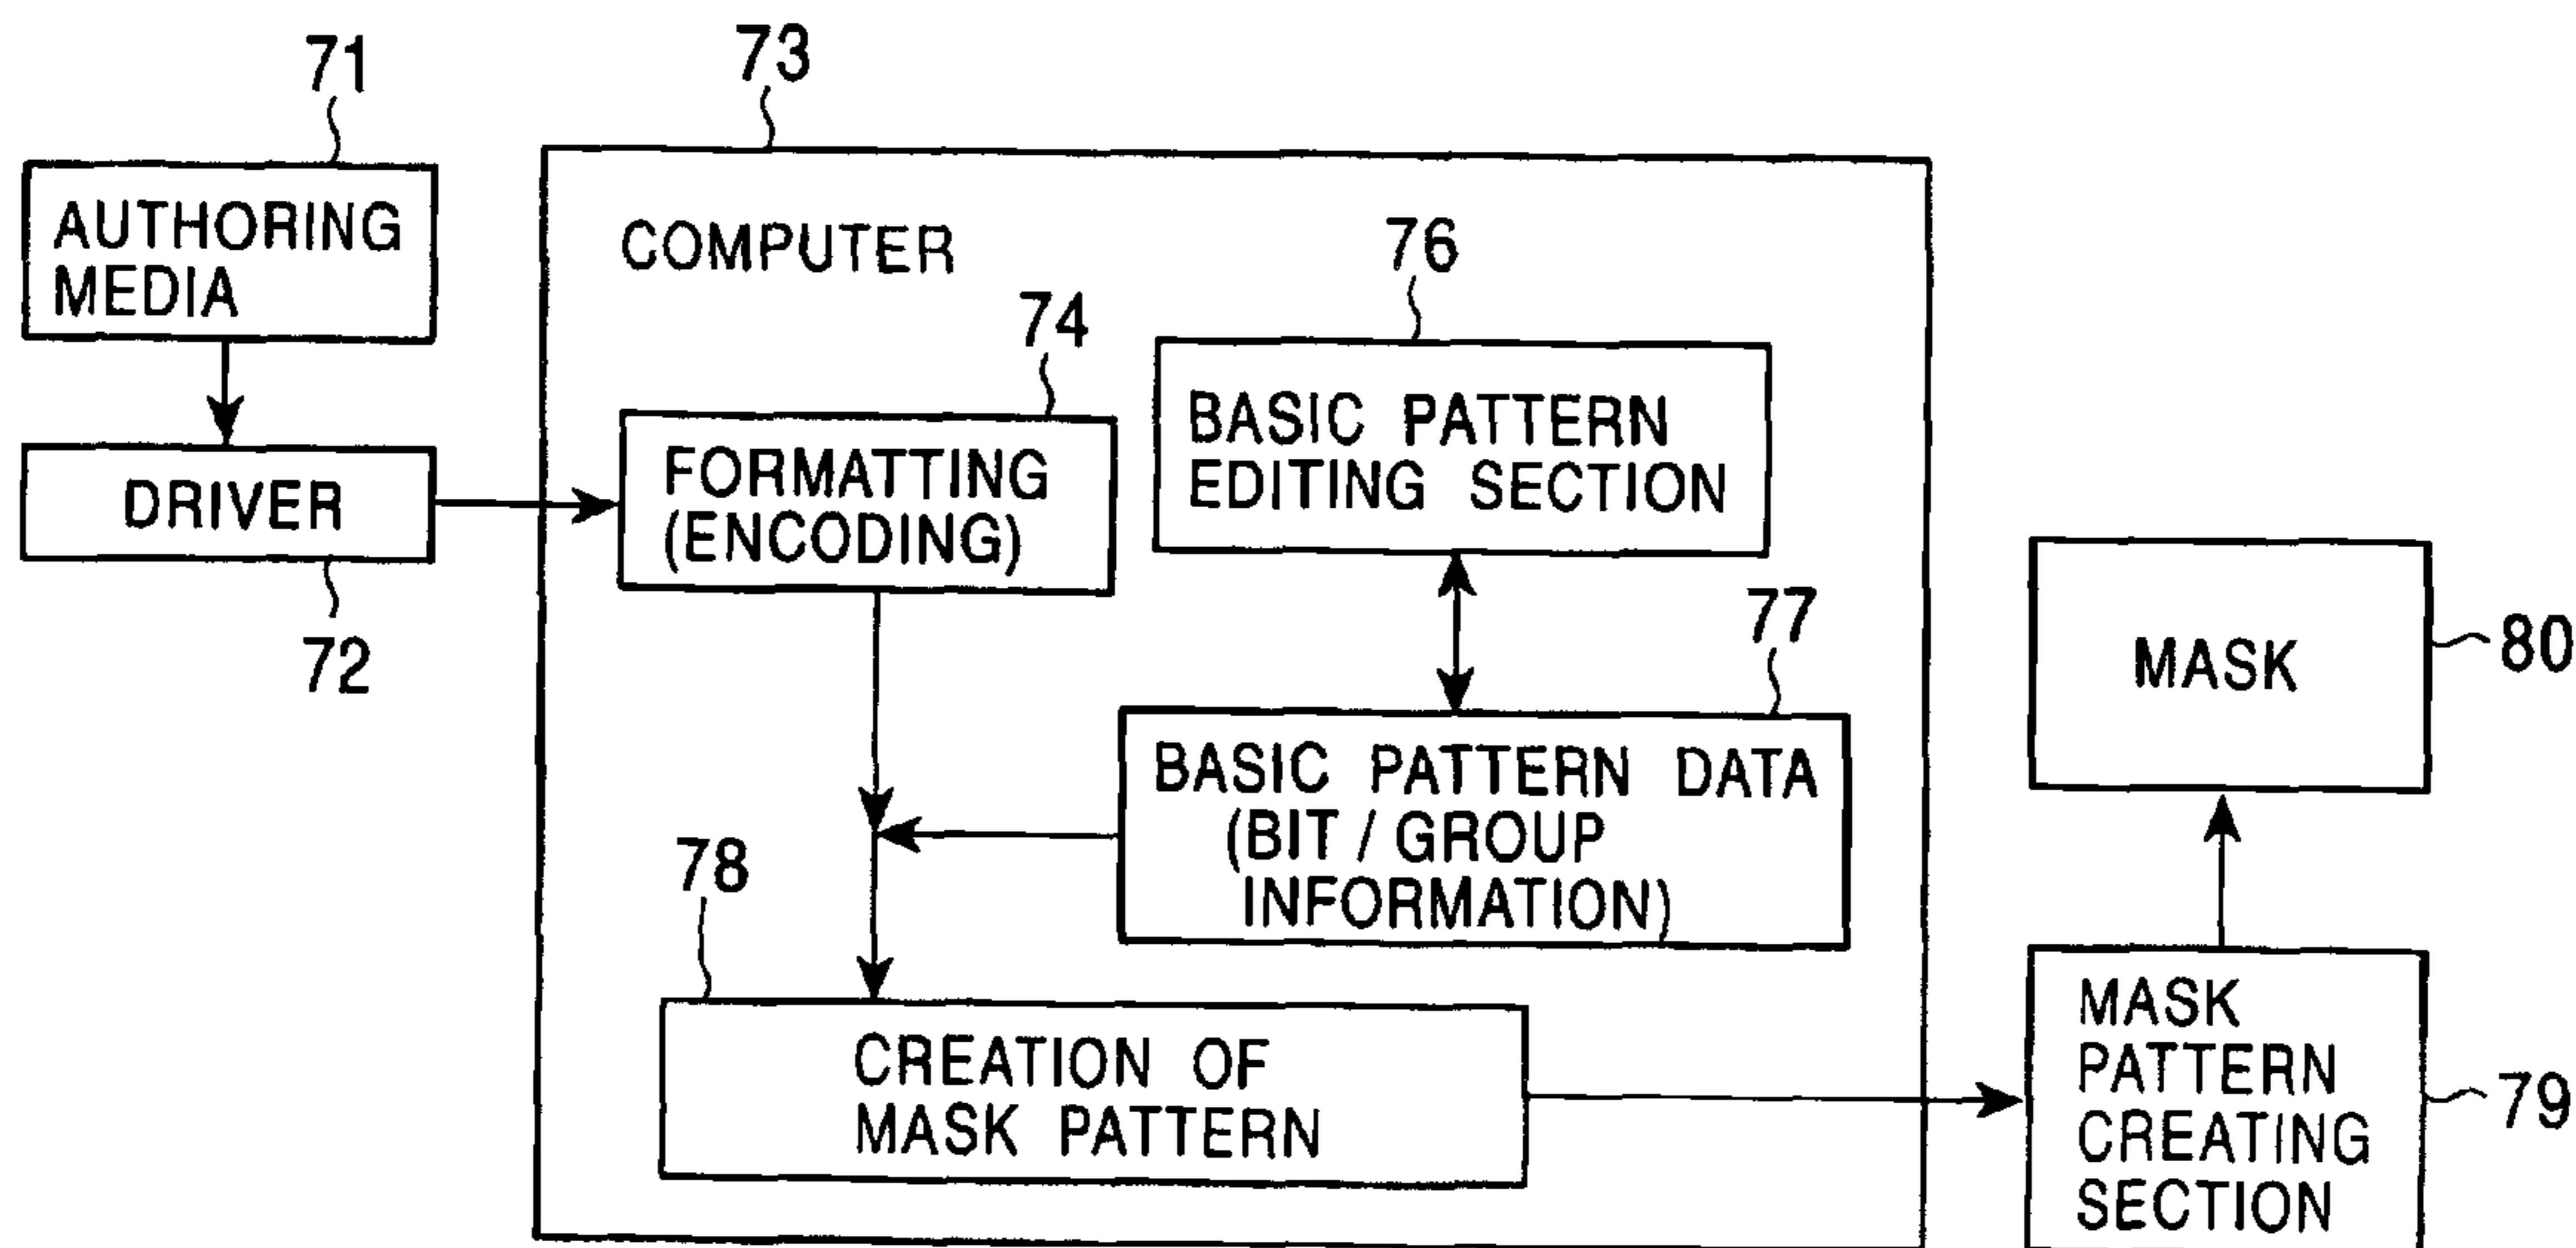 71
AUTHORING
MEDIA
DRIVER
72
73
COMPUTER
74
FORMATTING
(ENCODING)
76
BASIC PATTERN
EDITING SECTION
77
BASIC PATTERN DATA
(BIT / GROUP
INFORMATION)
78
CREATION OF
MASK PATTERN
MASK
80
MASK
PATTERN
CREATING
SECTION
79